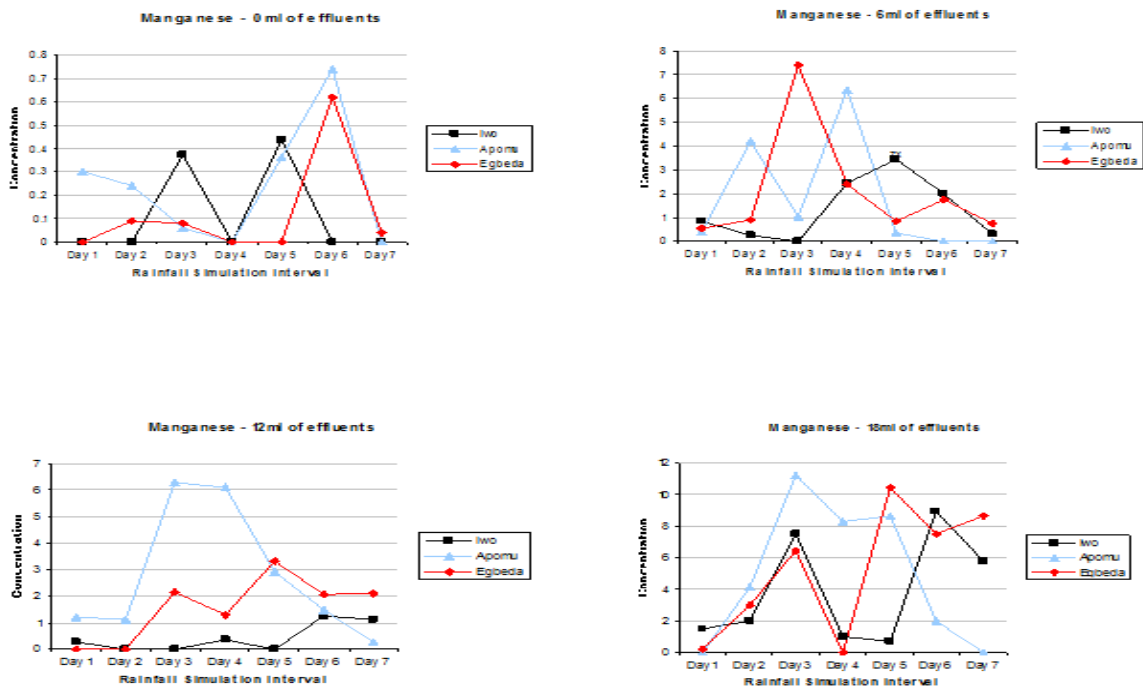 Manganese - 0 ml of effluents
0.8
0.7
0.6
0.5
0.4
0.3
0.2
0.1
0
Concentration
Day 1 Day 2 Day 3 Day 4 Day 5 Day 6 Day 7
Rainfall Simulation Interval
Iwo
Apomu
Egbeda
Manganese - 6ml of effluents
8
7
6
5
4
3
2
1
0
Concentration
Day 1 Day 2 Day 3 Day 4 Day 5 Day 6 Day 7
Rainfall Simulation Interval
Iwo
Apomu
Egbeda
Manganese - 12ml of effluents
7
6
5
4
3
2
1
0
Concentration
Day 1 Day 2 Day 3 Day 4 Day 5 Day 6 Day 7
Rainfall Simulation Interval
Iwo
Apomu
Egbeda
Manganese - 18ml of effluents
12
10
8
6
4
2
0
Concentration
Day 1 Day 2 Day 3 Day 4 Day 5 Day 6 Day 7
Rainfall Simulation Interval
Iwo
Apomu
Egbeda